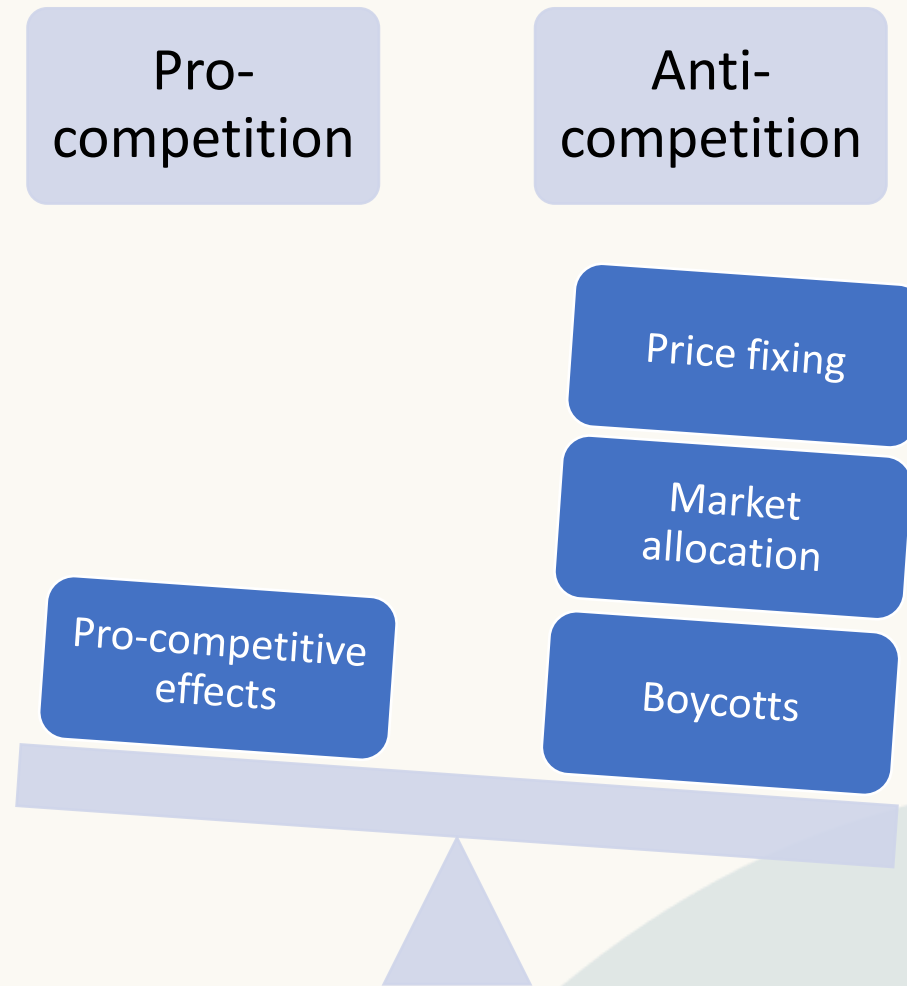 Pro-
competition
Anti-
competition
Price fixing
Market
allocation
Pro-competitive
effects
Boycotts